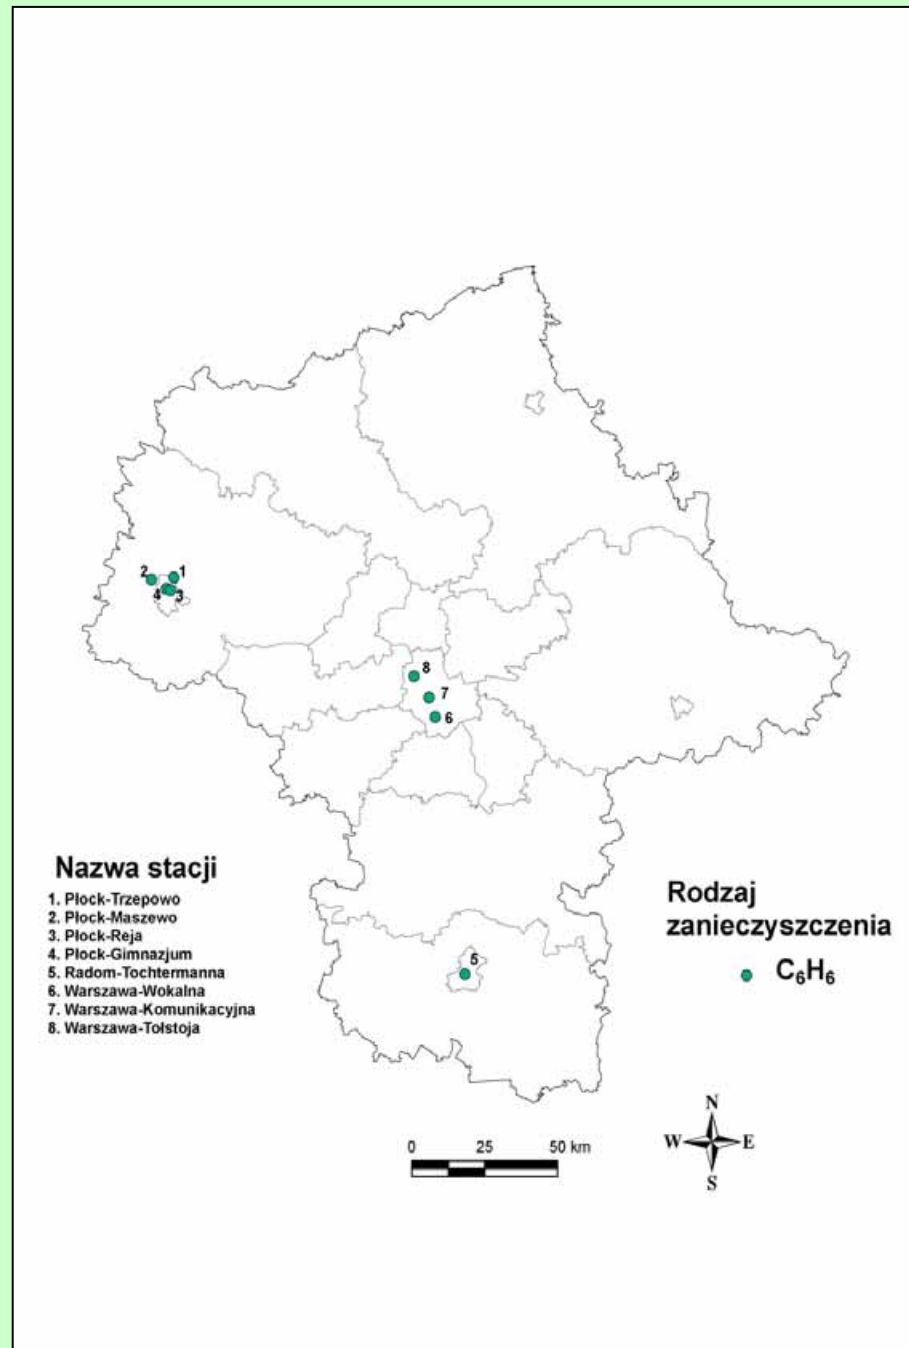 2
1
4
3
8
7
6
Nazwa stacji
1. Płock-Trzepowo
2. Płock-Maszewo
3. Płock-Reja
4. Płock-Gimnazjum
5. Radom-Tochtermanna
6. Warszawa-Wokalna
7. Warszawa-Komunikacyjna
8. Warszawa-Tołstoja
Rodzaj
zanieczyszczenia
C₆H₆
5
0 25 50 km
N
W E
S